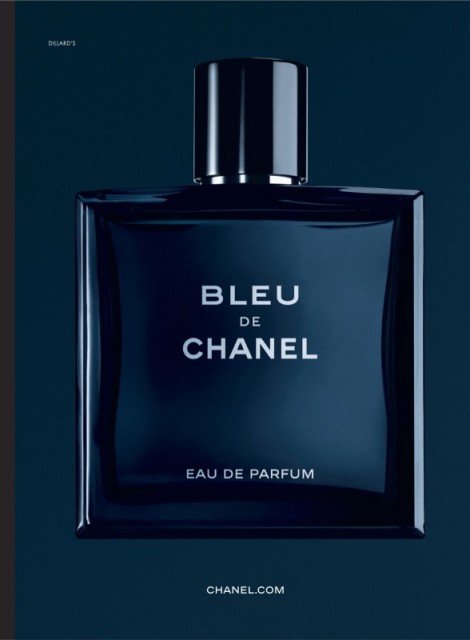 DILLARD'S
BLEU
DE
CHANEL
EAU DE PARFUM
CHANEL.COM